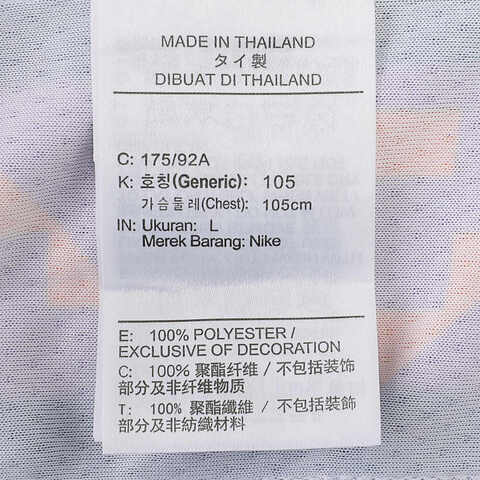 MADE IN THAILAND
タイ製
DIBUAT DI THAILAND
C: 175/92A
K: 호칭(Generic): 105
가슴둘레(Chest): 105cm
IN: Ukuran: L
Merek Barang: Nike
E: 100% POLYESTER /
EXCLUSIVE OF DECORATION
C: 100% 聚酯纤维 / 不包括装饰
部分及非纤维物质
T: 100% 聚酯纖維 / 不包括裝飾
部分及非紡織材料